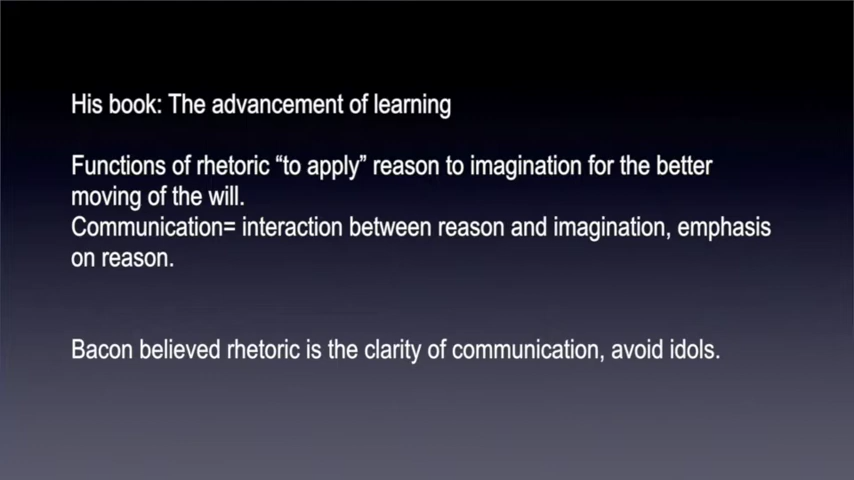 His book: The advancement of learning
Functions of rhetoric “to apply” reason to imagination for the better
moving of the will.
Communication= interaction between reason and imagination, emphasis
on reason.
Bacon believed rhetoric is the clarity of communication, avoid idols.